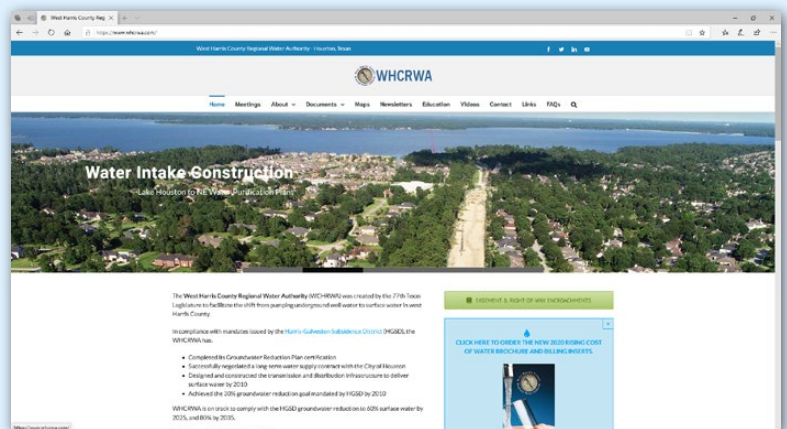 West Harris County Reg
https://www.whcrwa.com/
West Harris County Regional Water Authority - Houston, Texas
WHCRWA
Home Meetings About Documents Maps Newsletters Education Videos Contact Links FAQs
Water Intake Construction
Lake Houston to NE Water Purification Plant
The West Harris County Regional Water Authority (WCHRWA) was created by the 77th Texas
Legislature to facilitate the shift from pumping underground well water to surface water in west
Harris County.
EASEMENT & RIGHT-OF-WAY ENCROACHMENTS
In compliance with mandates issued by the Harris-Galveston Subsidence District (HGSD), the
WHCRWA has:
• Completed its Groundwater Reduction Plan certification
• Successfully negotiated a long-term water supply contract with the City of Houston
• Designed and constructed the transmission and distribution infrastructure to deliver
surface water by 2010
• Achieved the 30% groundwater reduction goal mandated by HGSD by 2010
WHCRWA is on track to comply with the HGSD groundwater reduction to 60% surface water by
2025, and 80% by 2035.
CLICK HERE TO ORDER THE NEW 2020 RISING COST
OF WATER BROCHURE AND BILLING INSERTS.
https://www.whcrwa.com/